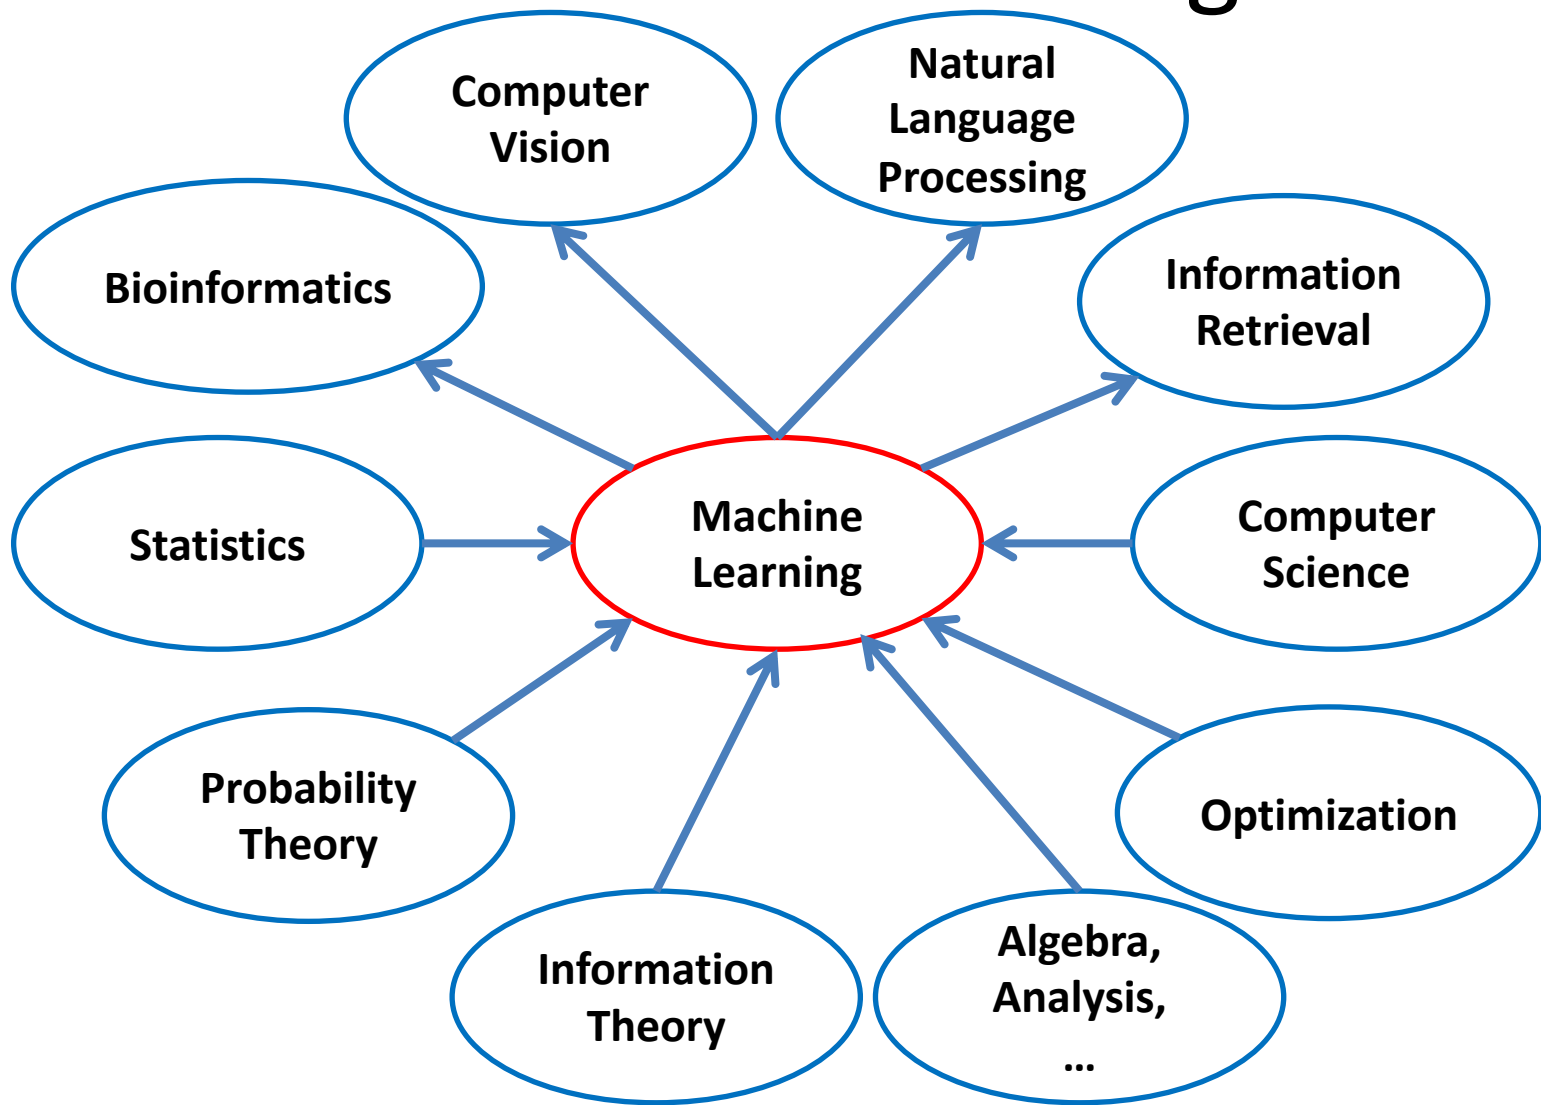 Computer
Vision
Natural
Language
Processing
Bioinformatics
Information
Retrieval
Statistics
Machine
Learning
Computer
Science
Probability
Theory
Optimization
Information
Theory
Algebra,
Analysis,
…